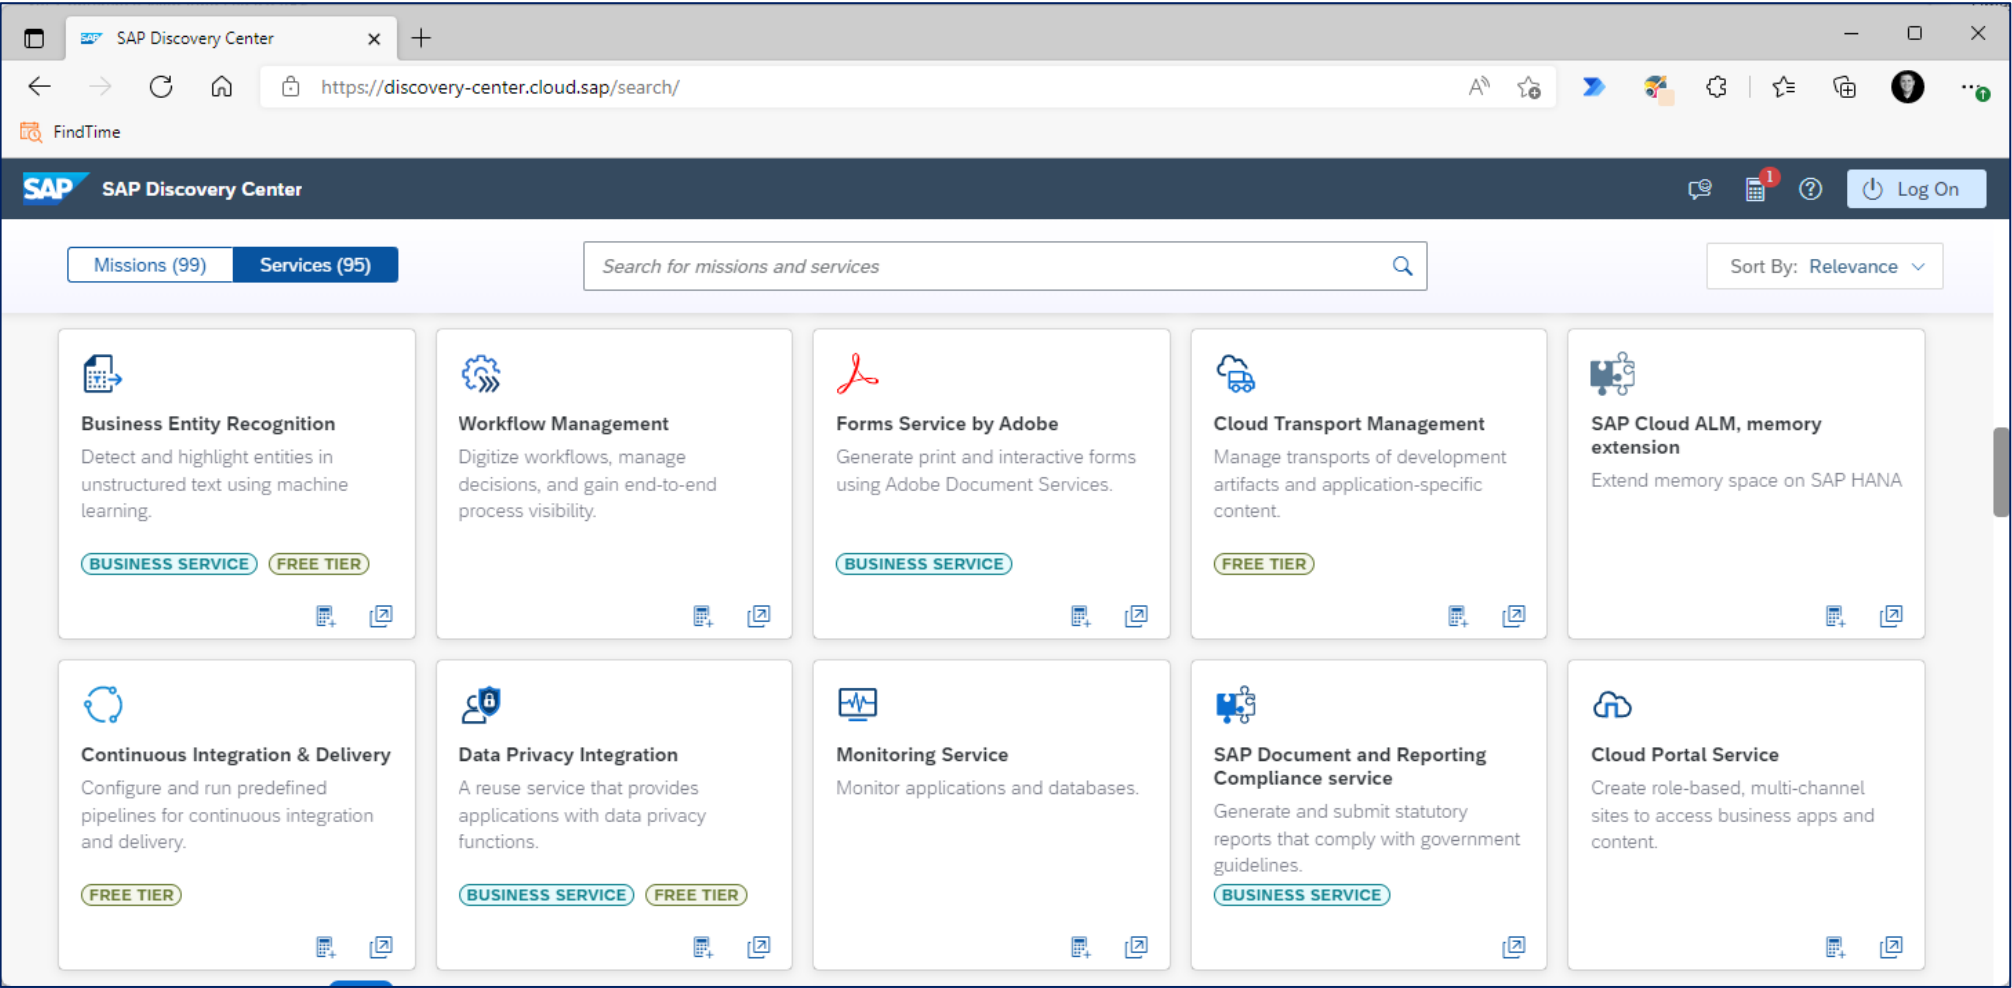 SAP Discovery Center
https://discovery-center.cloud.sap/search/
FindTime
SAP SAP Discovery Center
1
Log On
Missions (99)
Services (95)
Search for missions and services
Sort By: Relevance
Business Entity Recognition
Detect and highlight entities in
unstructured text using machine
learning.
BUSINESS SERVICE
FREE TIER
Workflow Management
Digitize workflows, manage
decisions, and gain end-to-end
process visibility.
Forms Service by Adobe
Generate print and interactive forms
using Adobe Document Services.
BUSINESS SERVICE
Cloud Transport Management
Manage transports of development
artifacts and application-specific
content.
FREE TIER
SAP Cloud ALM, memory
extension
Extend memory space on SAP HANA
Continuous Integration & Delivery
Configure and run predefined
pipelines for continuous integration
and delivery.
FREE TIER
Data Privacy Integration
A reuse service that provides
applications with data privacy
functions.
BUSINESS SERVICE
FREE TIER
Monitoring Service
Monitor applications and databases.
SAP Document and Reporting
Compliance service
Generate and submit statutory
reports that comply with government
guidelines.
BUSINESS SERVICE
Cloud Portal Service
Create role-based, multi-channel
sites to access business apps and
content.